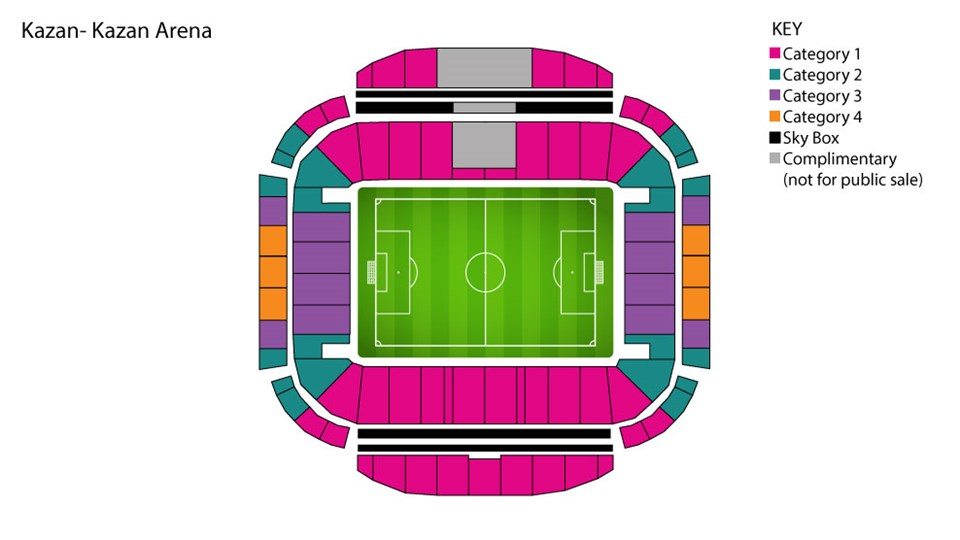 Kazan- Kazan Arena
KEY
Category 1
Category 2
Category 3
Category 4
Sky Box
Complimentary
(not for public sale)